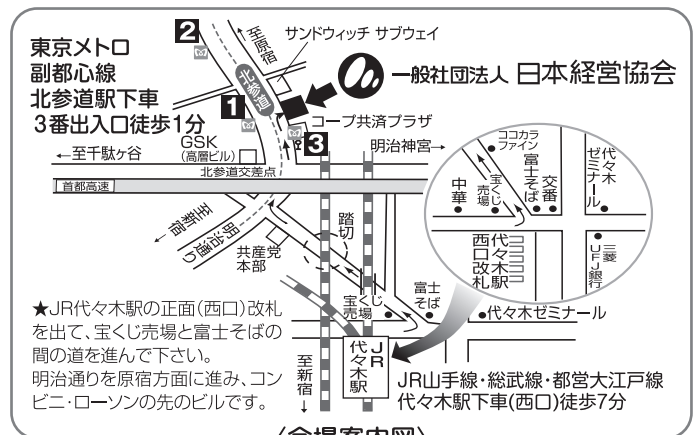 東京メトロ
副都心線
北参道駅下車
3番出入口徒歩1分
2
至原宿
サンドウィッチ サブウェイ
北参道
一般社団法人 日本経営協会
1
コープ共済プラザ
3
GSK
(高層ビル)
←至千駄ヶ谷
明治神宮→
北参道交差点
首都高速
至新宿
明治通り
共産党
本部
踏切
ココカラ
ファイン
中華
宝くじ
売場
富士そば
交番
代々木
ゼミナール
代々木駅
西口改札
三菱
UFJ銀行
宝くじ
売場
富士
そば
代々木ゼミナール
★JR代々木駅の正面(西口)改札
を出て、宝くじ売場と富士そばの
間の道を進んで下さい。
明治通りを原宿方面に進み、コン
ビニ・ローソンの先のビルです。
至新宿
JR
代々木駅
JR山手線・総武線・都営大江戸線
代々木駅下車(西口)徒歩7分
〈会場案内図〉